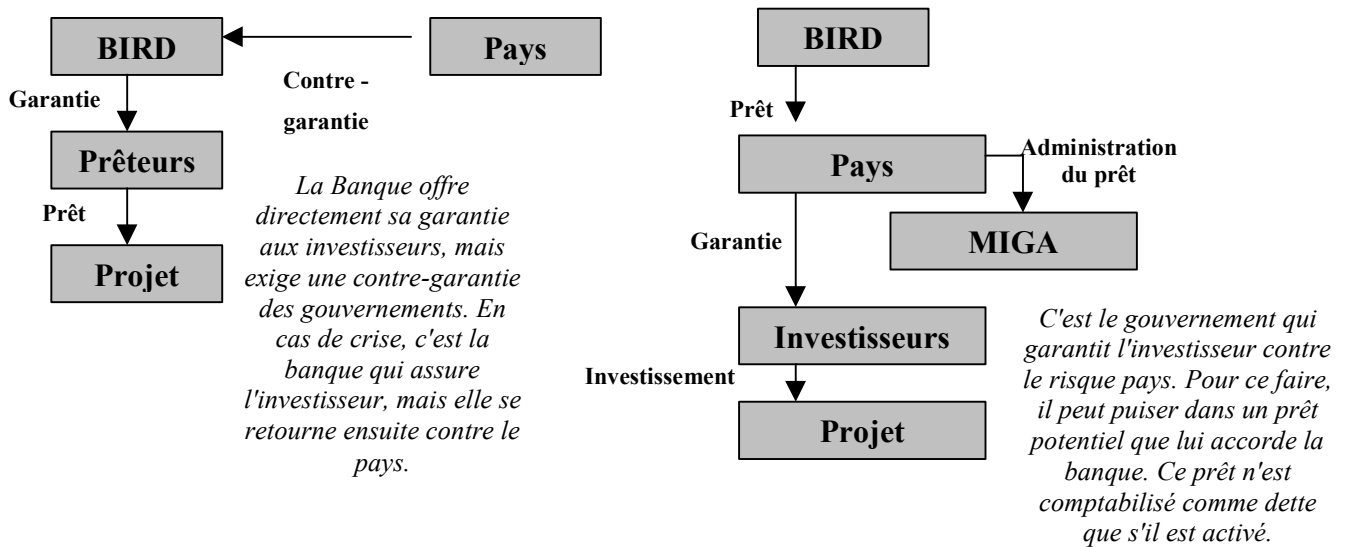 BIRD
Pays
Contre -
garantie
Garantie
Prêteurs
Prêt
Projet
La Banque offre
directement sa garantie
aux investisseurs, mais
exige une contre-garantie
des gouvernements. En
cas de crise, c'est la
banque qui assure
l'investisseur, mais elle se
retourne ensuite contre le
pays.
BIRD
Prêt
Pays
Administration
du prêt
MIGA
Garantie
Investisseurs
Investissement
Projet
C'est le gouvernement qui
garantit l'investisseur contre
le risque pays. Pour ce faire,
il peut puiser dans un prêt
potentiel que lui accorde la
banque. Ce prêt n'est
comptabilisé comme dette
que s'il est activé.